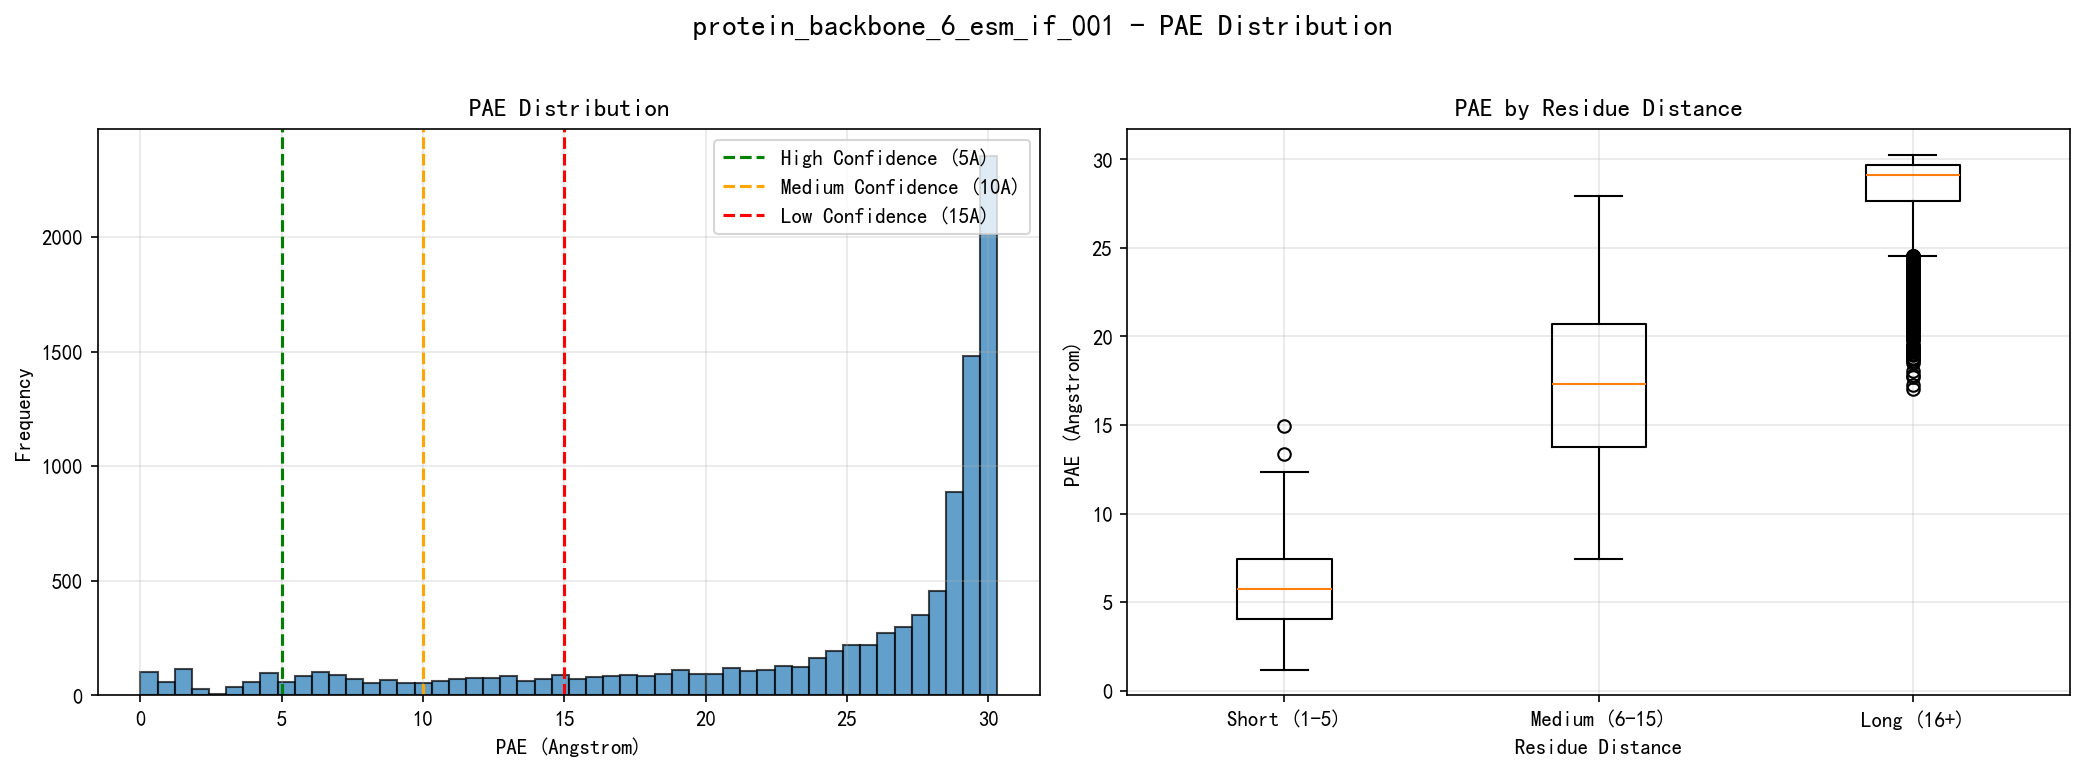 protein_backbone_6_esm_if_001 - PAE Distribution
PAE Distribution
High Confidence (5A)
Medium Confidence (10A)
Low Confidence (15A)
Frequency
2000
1500
1000
500
0
0 5 10 15 20 25 30
PAE (Angstrom)
PAE by Residue Distance
PAE (Angstrom)
30
25
20
15
10
5
0
Short (1-5) Medium (6-15) Long (16+)
Residue Distance